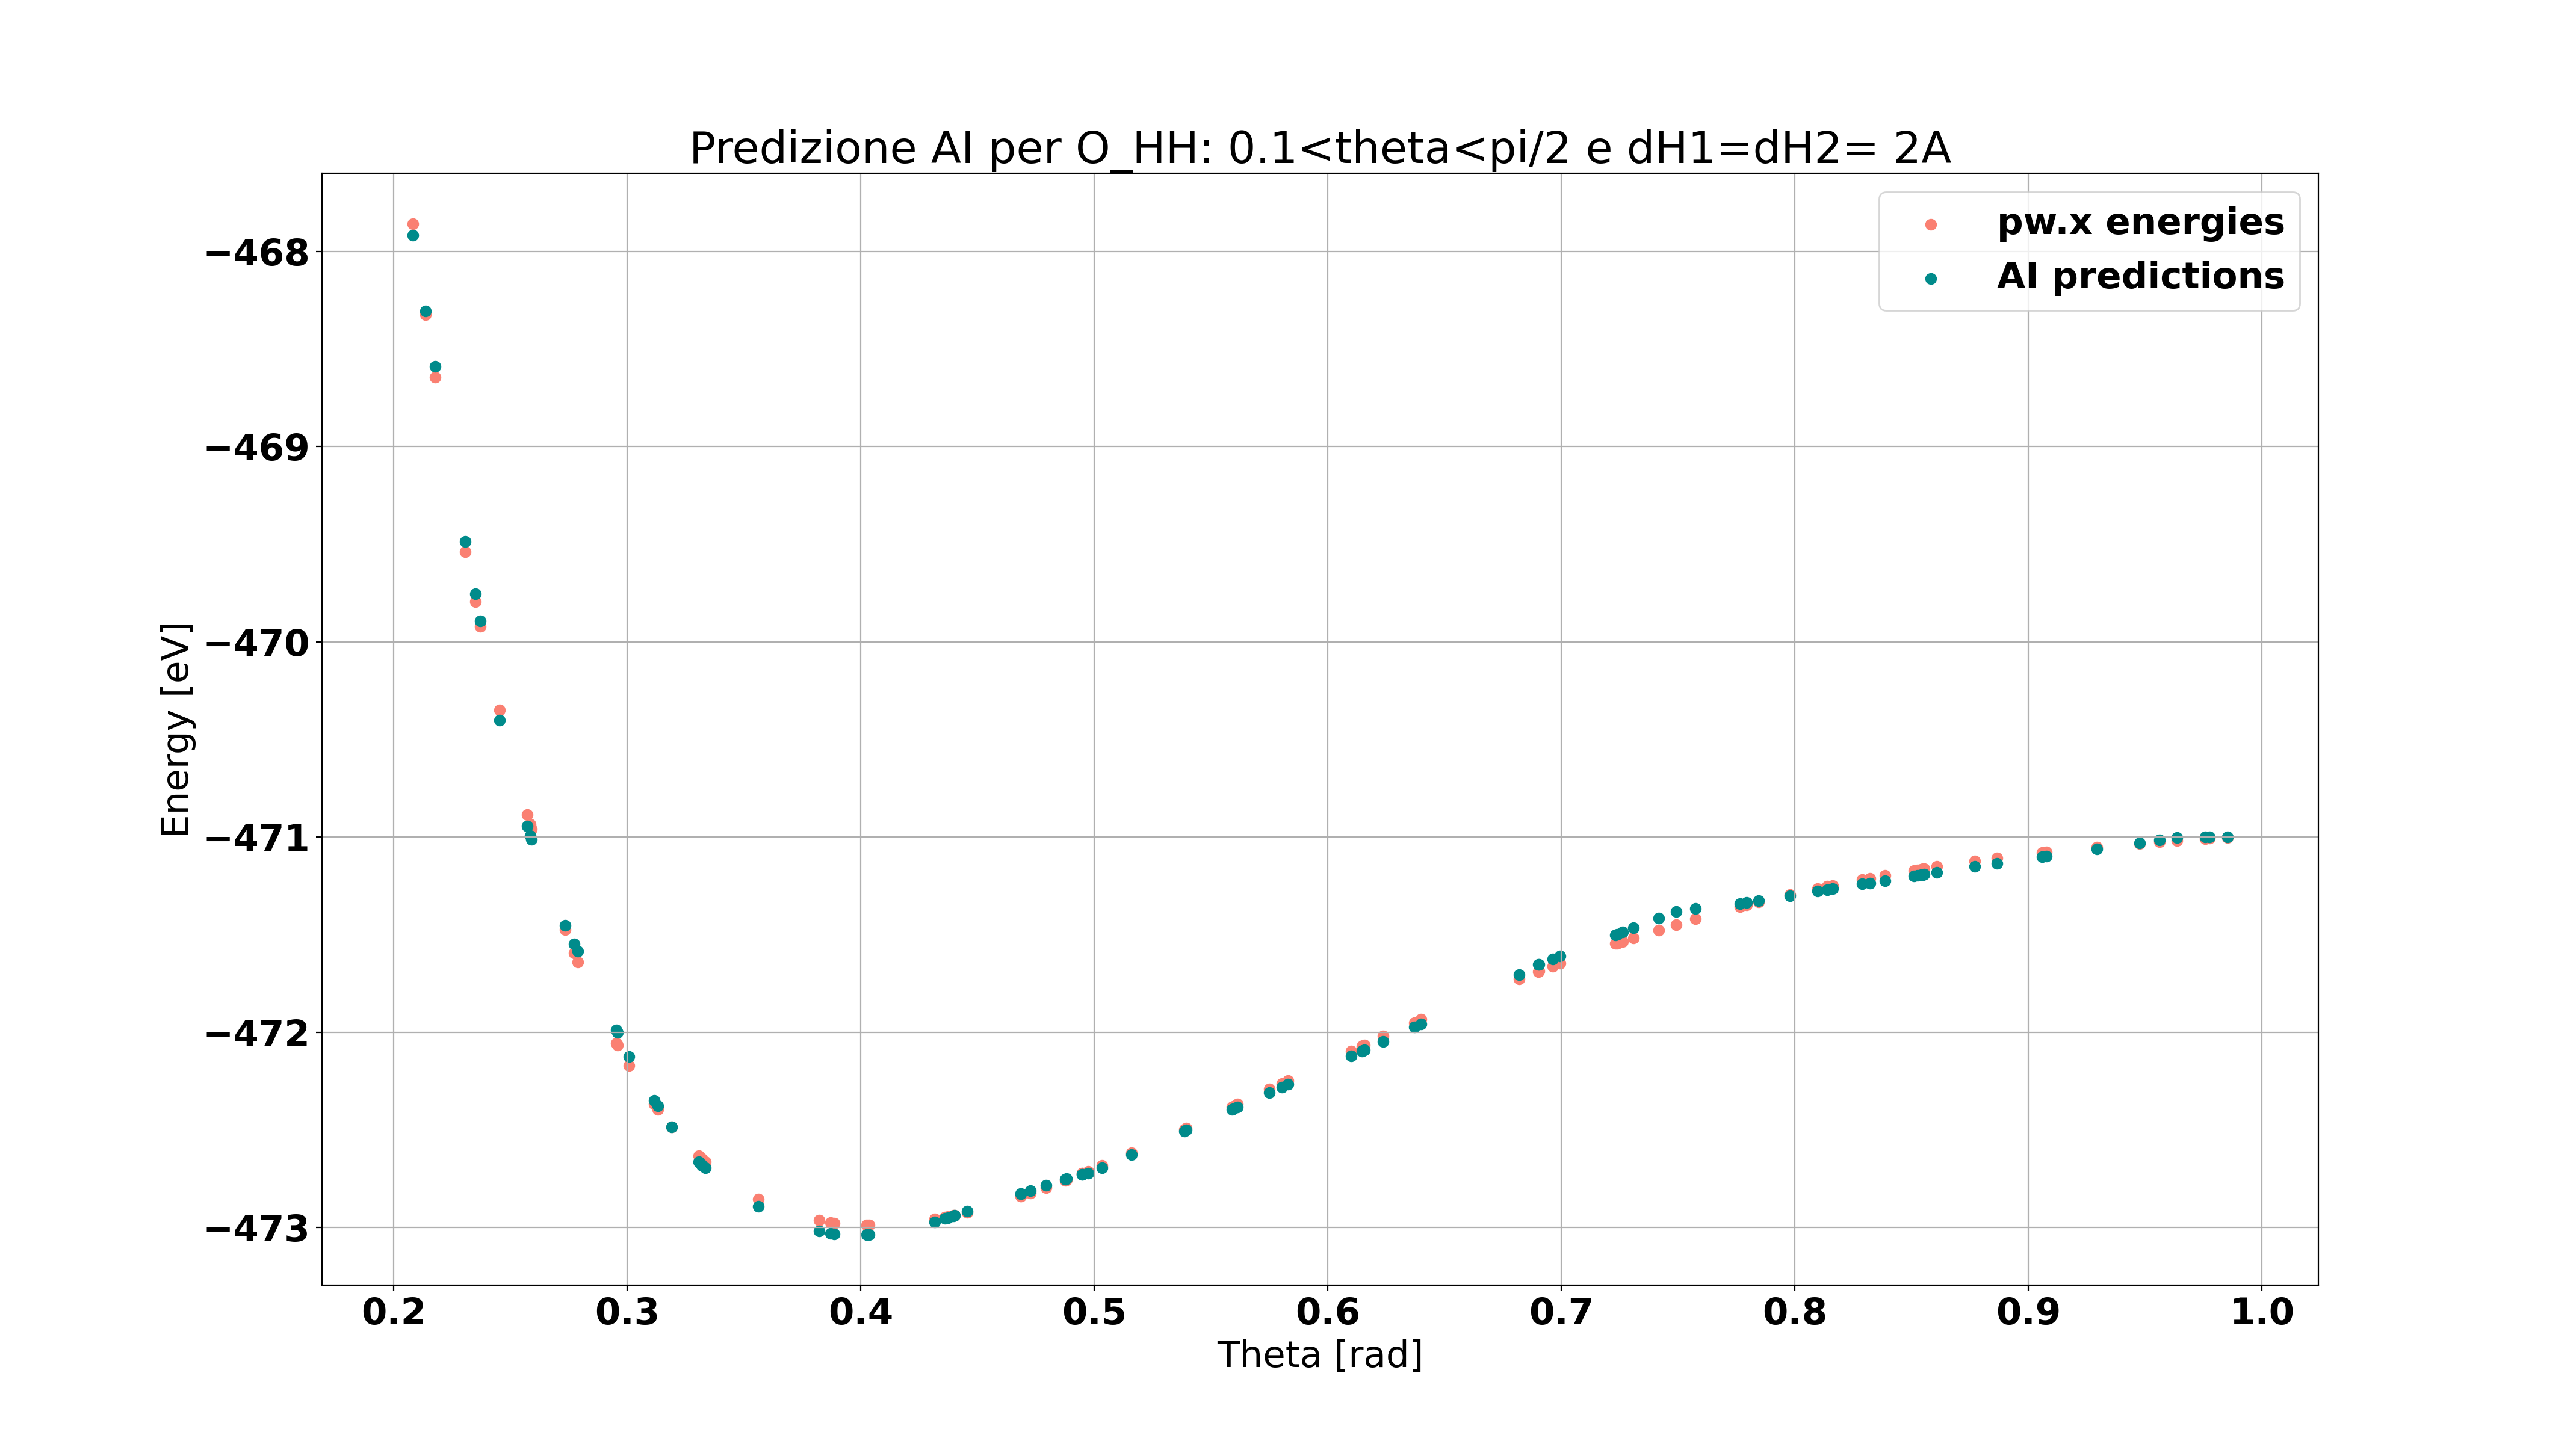 Predizione AI per O_HH: 0.1<theta<pi/2 e dH1=dH2= 2A
pw.x energies
AI predictions
Energy [eV]
−468
−469
−470
−471
−472
−473
0.2 0.3 0.4 0.5 0.6 0.7 0.8 0.9 1.0
Theta [rad]